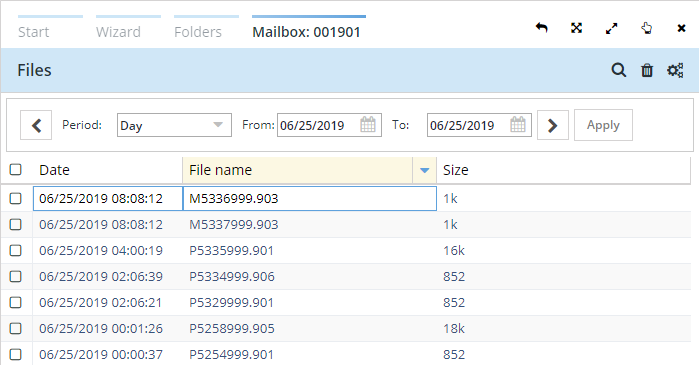 Start Wizard Folders Mailbox: 001901
Files
Period: Day From: 06/25/2019 To: 06/25/2019 Apply
Date File name Size
06/25/2019 08:08:12 M5336999.903 1k
06/25/2019 08:08:12 M5337999.903 1k
06/25/2019 04:00:19 P5335999.901 16k
06/25/2019 02:06:39 P5334999.906 852
06/25/2019 02:06:21 P5329999.901 852
06/25/2019 00:01:26 P5258999.905 18k
06/25/2019 00:00:37 P5254999.901 852